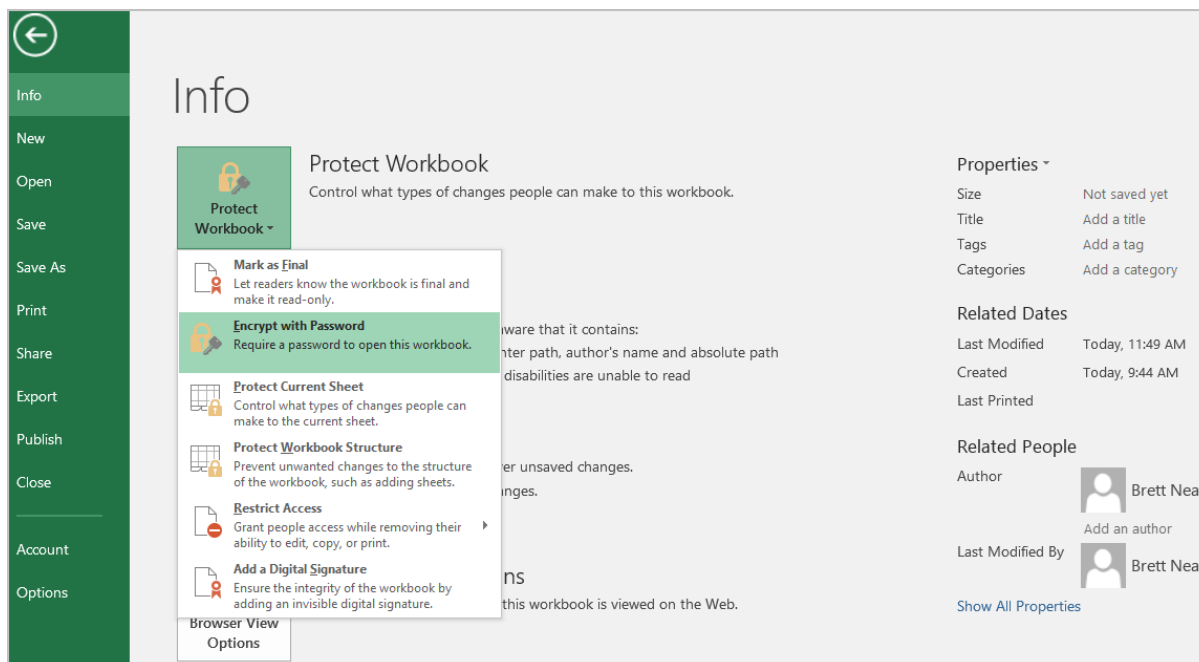 Info
New
Open
Save
Save As
Print
Share
Export
Publish
Close
Account
Options
Info
Protect
Workbook
Protect Workbook
Control what types of changes people can make to this workbook.
Mark as Final
Let readers know the workbook is final and
make it read-only.
Encrypt with Password
Require a password to open this workbook.
Protect Current Sheet
Control what types of changes people can
make to the current sheet.
Protect Workbook Structure
Prevent unwanted changes to the structure
of the workbook, such as adding sheets.
Restrict Access
Grant people access while removing their
ability to edit, copy, or print.
Add a Digital Signature
Ensure the integrity of the workbook by
adding an invisible digital signature.
that it contains:
path, author's name and absolute path
disabilities are unable to read
unsaved changes.
this workbook is viewed on the Web.
Browser View
Options
Properties
Size Not saved yet
Title Add a title
Tags Add a tag
Categories Add a category
Related Dates
Last Modified Today, 11:49 AM
Created Today, 9:44 AM
Last Printed
Related People
Author Brett Nea
Add an author
Last Modified By Brett Nea
Show All Properties